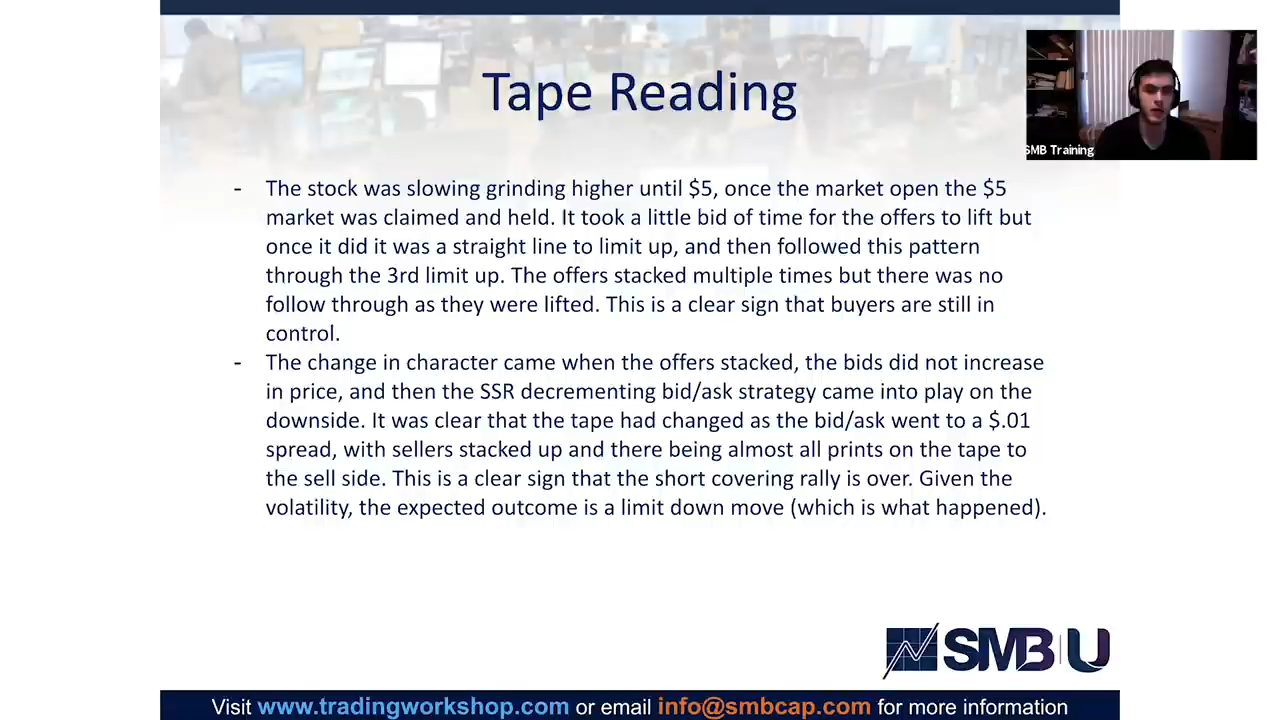 Tape Reading
SMB Training
- The stock was slowing grinding higher until $5, once the market open the $5
market was claimed and held. It took a little bid of time for the offers to lift but
once it did it was a straight line to limit up, and then followed this pattern
through the 3rd limit up. The offers stacked multiple times but there was no
follow through as they were lifted. This is a clear sign that buyers are still in
control.
- The change in character came when the offers stacked, the bids did not increase
in price, and then the SSR decrementing bid/ask strategy came into play on the
downside. It was clear that the tape had changed as the bid/ask went to a $.01
spread, with sellers stacked up and there being almost all prints on the tape to
the sell side. This is a clear sign that the short covering rally is over. Given the
volatility, the expected outcome is a limit down move (which is what happened).
SMB U
Visit www.tradingworkshop.com or email info@smbcap.com for more information